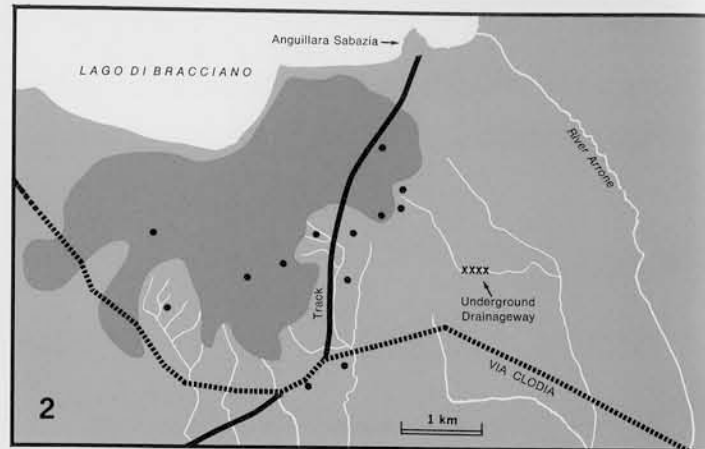 Anguillara Sabazia
LAGO DI BRACCIANO
River Arrone
XXXX
Underground
Drainageway
Track
VIA CLODIA
2
1 km